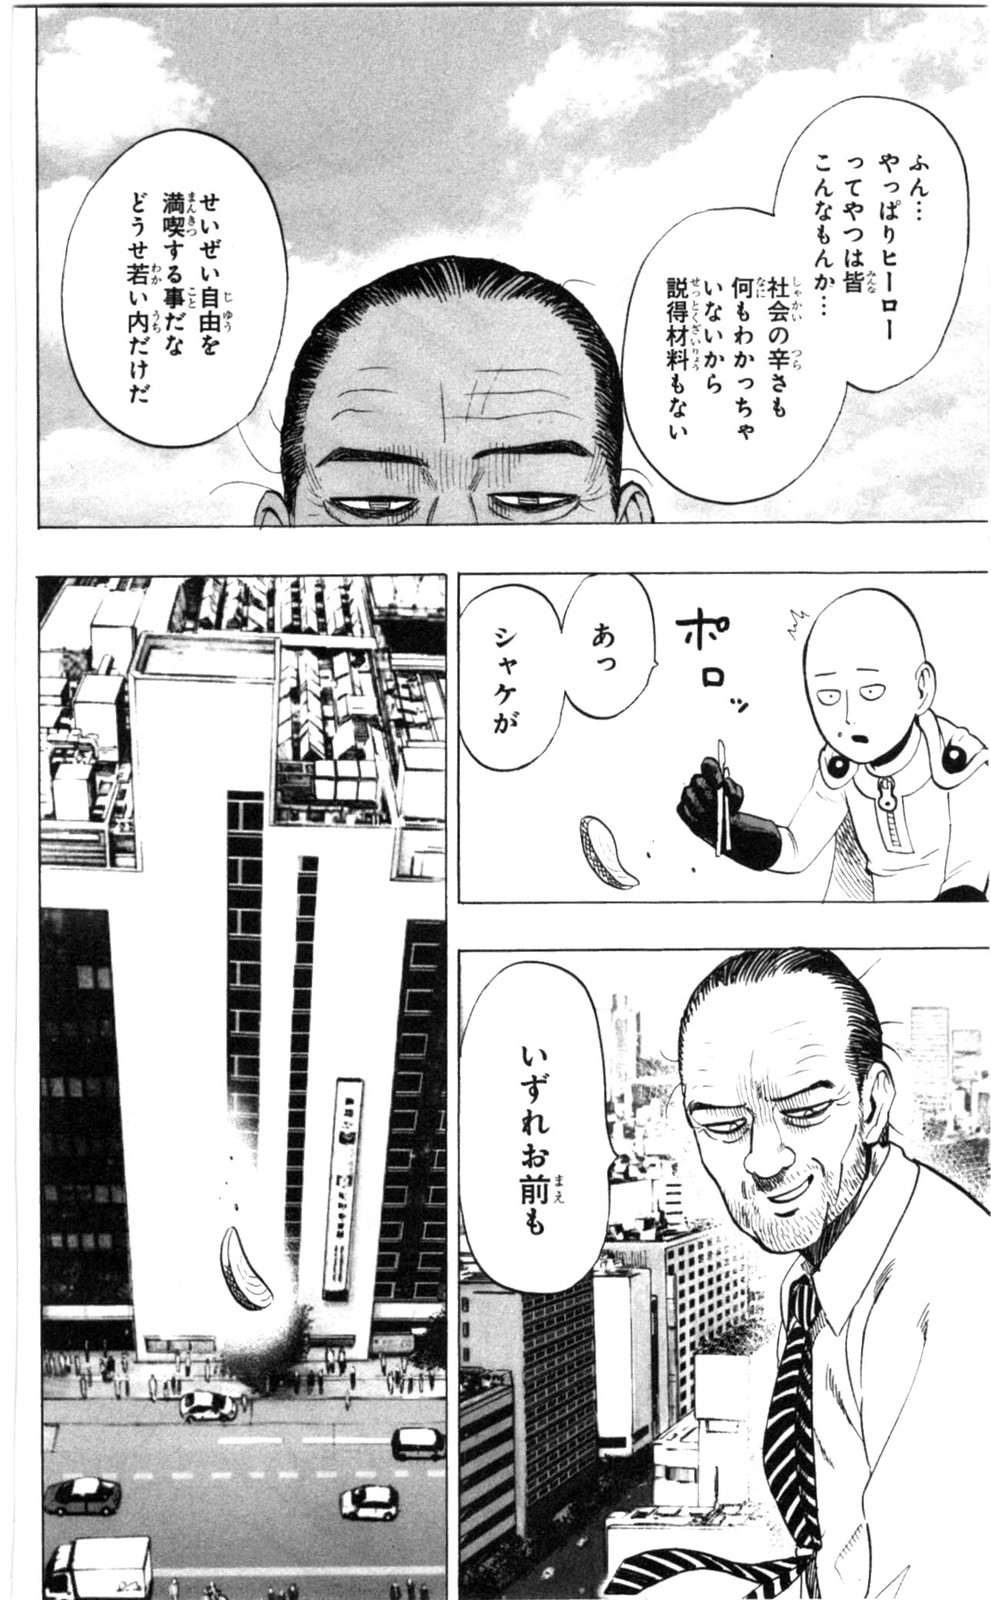 ふん…
やっぱりヒーロー
ってやつは皆
こんなもんか…
社会の辛さも
何もわかっちゃ
いないから
説得材料もない
せいぜい自由を
満喫する事だな
どうせ若い内だけだ
ポロッ
あっ
シャケが
いずれお前も